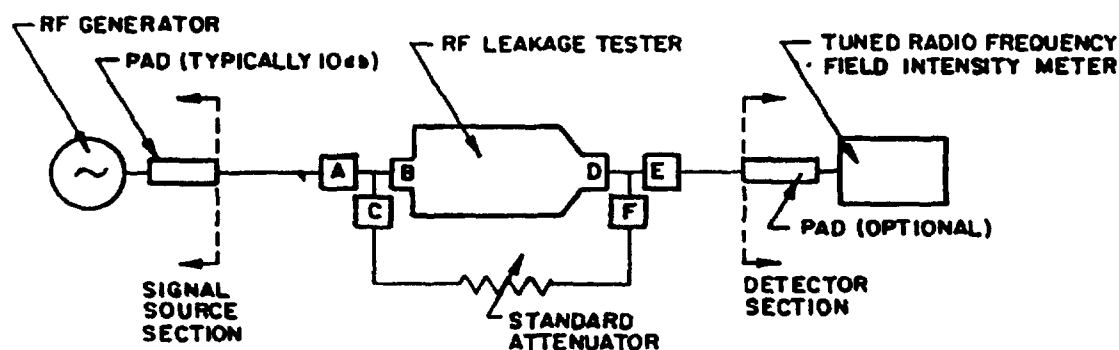 RF GENERATOR
PAD (TYPICALLY 10db)
RF LEAKAGE TESTER
TUNED RADIO FREQUENCY
FIELD INTENSITY METER
A
B
C
D
E
F
PAD (OPTIONAL)
SIGNAL
SOURCE
SECTION
STANDARD
ATTENUATOR
DETECTOR
SECTION